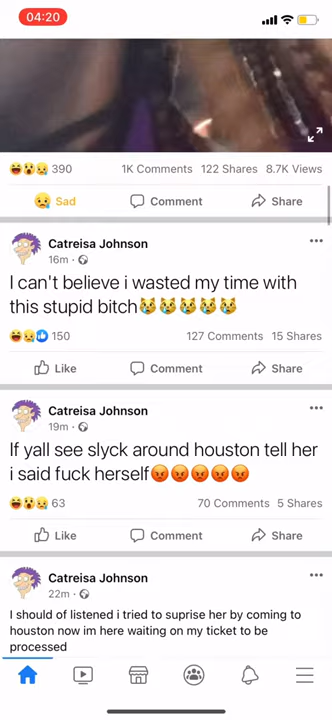 04:20
390 1K Comments 122 Shares 8.7K Views
Sad Comment Share
Catreisa Johnson
16m
I can't believe i wasted my time with
this stupid bitch😿😿😿😿😿
150 127 Comments 15 Shares
Like Comment Share
Catreisa Johnson
19m
If yall see slyck around houston tell her
i said fuck herself😡😡😡😡😡
63 70 Comments 5 Shares
Like Comment Share
Catreisa Johnson
22m
I should of listened i tried to suprise her by coming to
houston now im here waiting on my ticket to be
processed